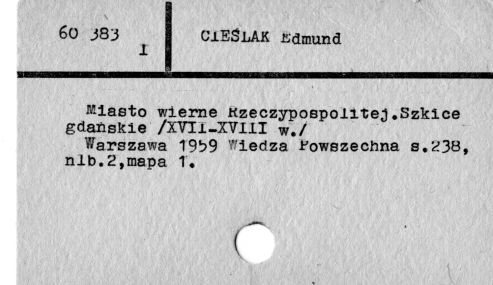 60 383
I
CIEŚLAK Edmund
Miasto wierne Rzeczypospolitej.Szkice
gdańskie /XVII-XVIII w./
Warszawa 1959 Wiedza Powszechna s.238,
nlb.2,mapa 1.